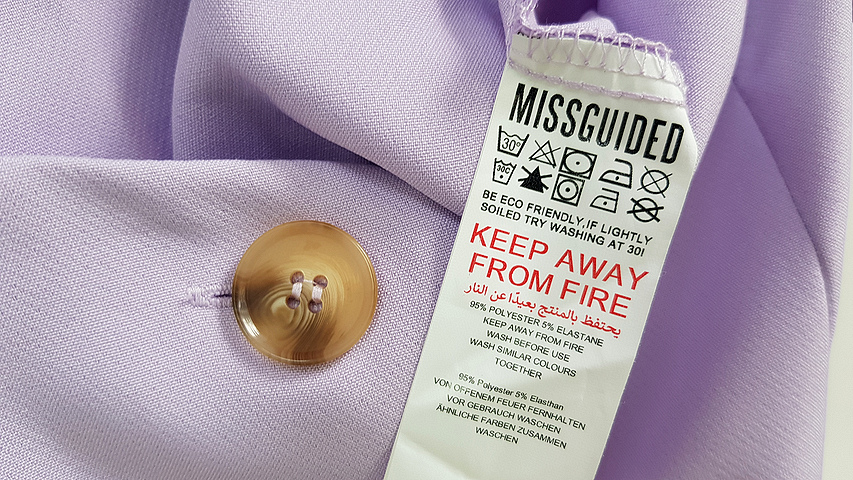 MISSGUIDED
30°
30C
BE ECO FRIENDLY,IF LIGHTLY
SOILED TRY WASHING AT 30!
KEEP AWAY
FROM FIRE
يحتفظ بالمنتج بعيدًا عن النار
95% POLYESTER 5% ELASTANE
KEEP AWAY FROM FIRE
WASH BEFORE USE
WASH SIMILAR COLOURS
TOGETHER
95% Polyester 5% Elasthan
VON OFFENEM FEUER FERNHALTEN
VOR GEBRAUCH WASCHEN
ÄHNLICHE FARBEN ZUSAMMEN
WASCHEN